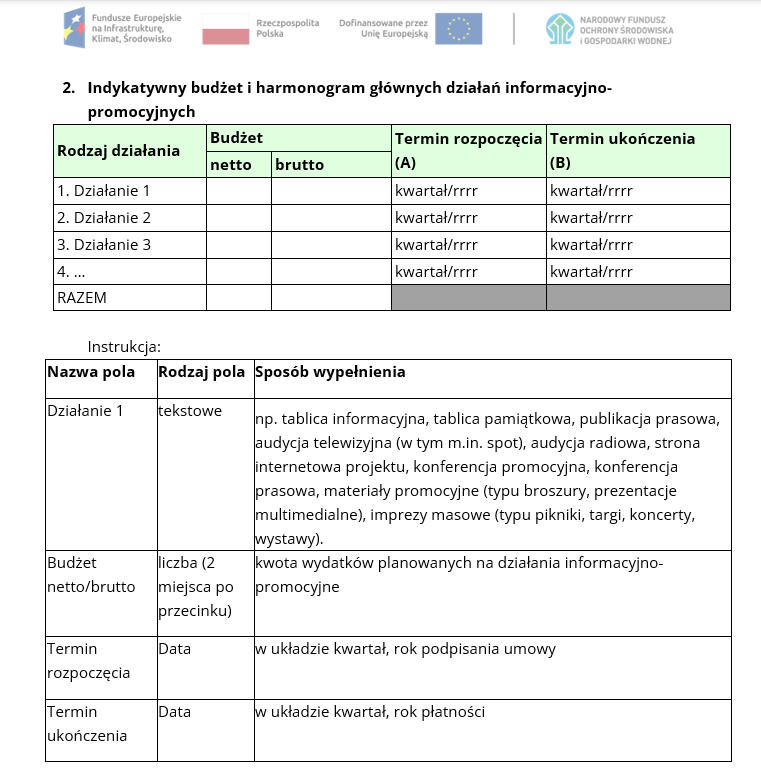 Fundusze Europejskie
na Infrastrukturę,
Klimat, Środowisko
Rzeczpospolita
Polska
Dofinansowane przez
Unię Europejską
NARODOWY FUNDUSZ
OCHRONY ŚRODOWISKA
i GOSPODARKI WODNEJ
2. Indykatywny budżet i harmonogram głównych działań informacyjno-
promocyjnych
Rodzaj działania
Budżet
netto
brutto
Termin rozpoczęcia
(A)
Termin ukończenia
(B)
1. Działanie 1 kwartał/rrrr kwartał/rrrr
2. Działanie 2 kwartał/rrrr kwartał/rrrr
3. Działanie 3 kwartał/rrrr kwartał/rrrr
4. ... kwartał/rrrr kwartał/rrrr
RAZEM
Instrukcja:
Nazwa pola Rodzaj pola Sposób wypełnienia
Działanie 1
tekstowe
np. tablica informacyjna, tablica pamiątkowa, publikacja prasowa,
audycja telewizyjna (w tym m.in. spot), audycja radiowa, strona
internetowa projektu, konferencja promocyjna, konferencja
prasowa, materiały promocyjne (typu broszury, prezentacje
multimedialne), imprezy masowe (typu pikniki, targi, koncerty,
wystawy).
Budżet
netto/brutto
liczba (2
miejsca po
przecinku)
kwota wydatków planowanych na działania informacyjno-
promocyjne
Termin
rozpoczęcia
Data
w układzie kwartał, rok podpisania umowy
Termin
ukończenia
Data
w układzie kwartał, rok płatności